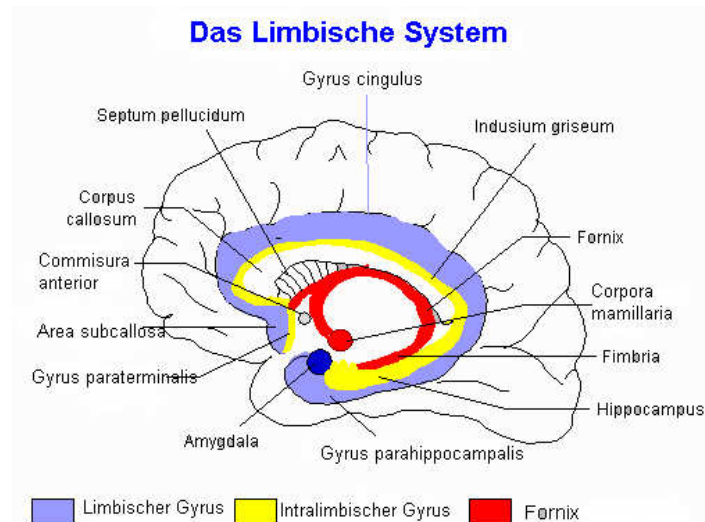 Das Limbische System
Gyrus cingulus
Septum pellucidum
Indusium griseum
Corpus
callosum
Fornix
Commisura
anterior
Corpora
mamillaria
Area subcallosa
Fimbria
Gyrus paraterminalis
Hippocampus
Amygdala
Gyrus parahippocampalis
Limbischer Gyrus
Intralimbischer Gyrus
Fornix